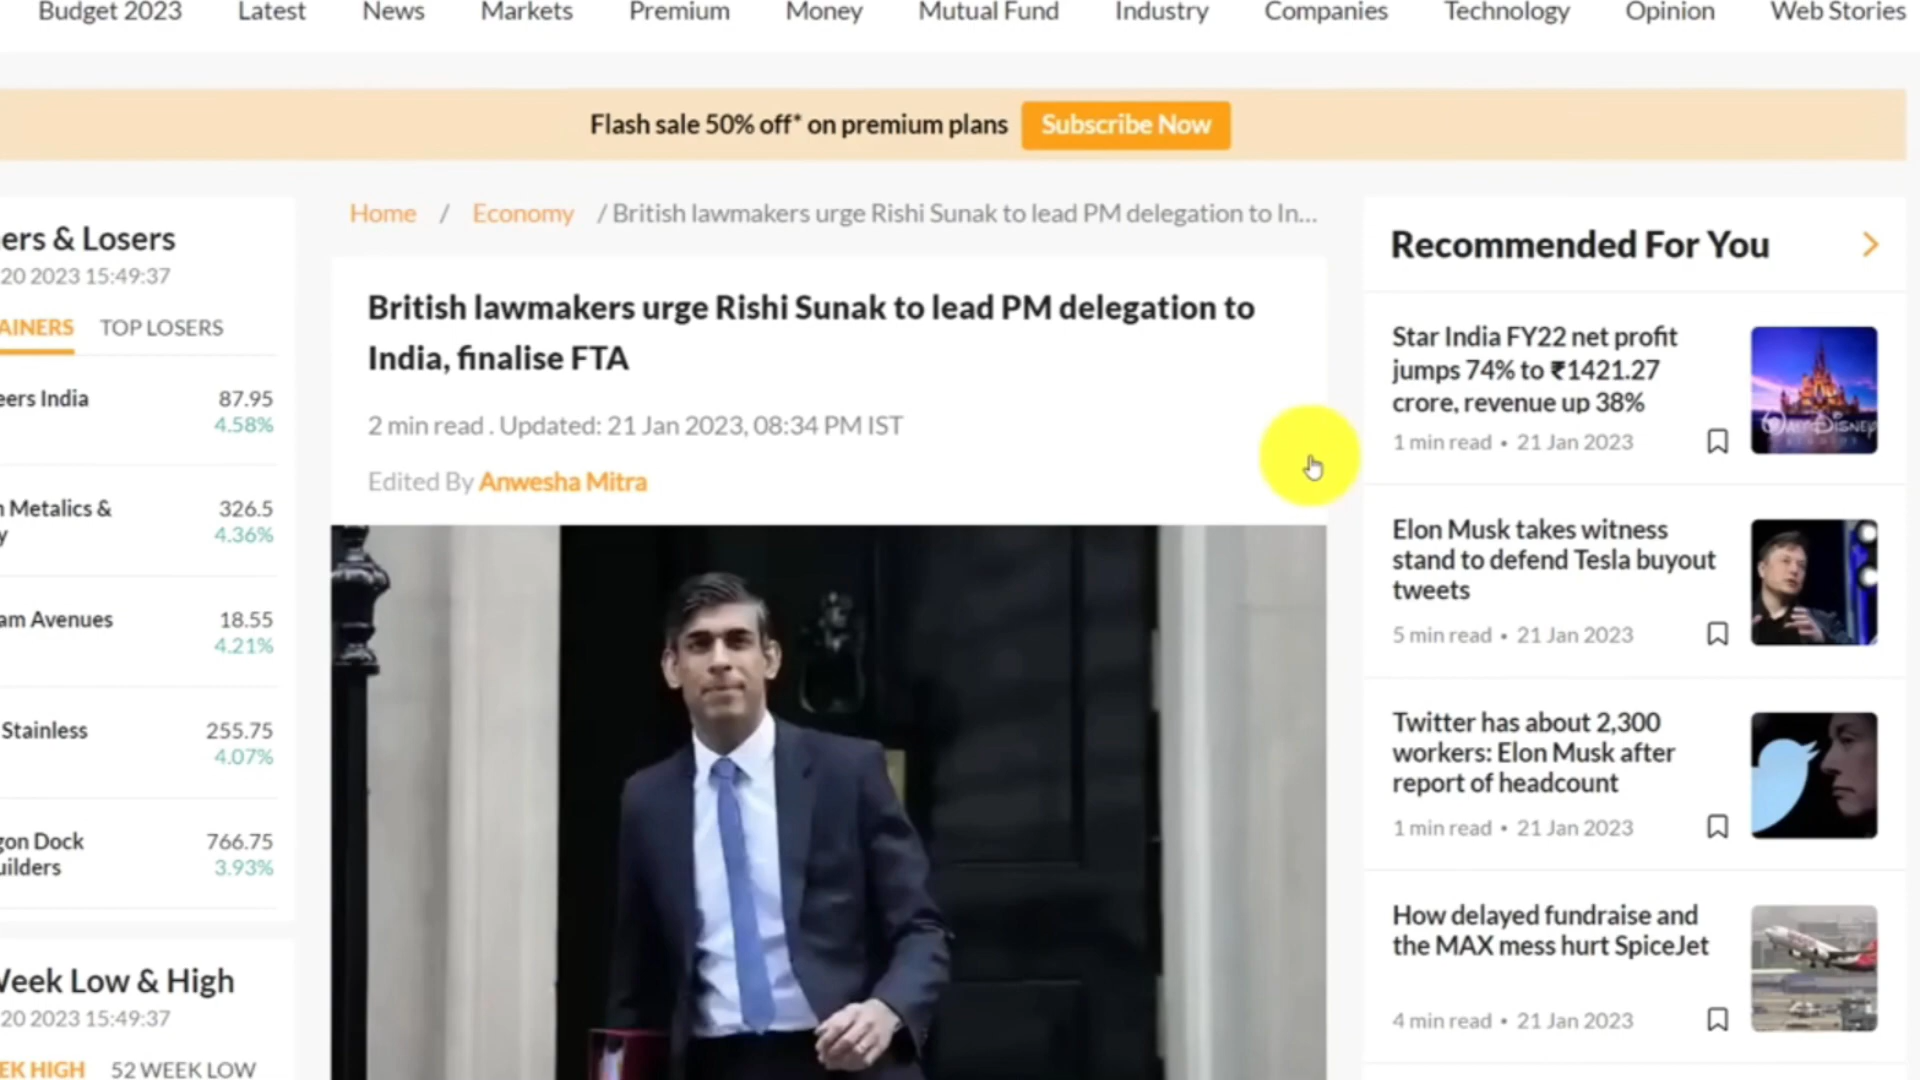 Budget 2023 Latest News Markets Premium Money Mutual Fund Industry Companies Technology Opinion Web Stories
Flash sale 50% off* on premium plans Subscribe Now
ers & Losers
20 2023 15:49:37
AINERS TOP LOSERS
eers India 87.95
4.58%
n Metalics & 326.5
y 4.36%
am Avenues 18.55
4.21%
Stainless 255.75
4.07%
gon Dock 766.75
uilders 3.93%
Week Low & High
20 2023 15:49:37
EK HIGH 52 WEEK LOW
Home / Economy / British lawmakers urge Rishi Sunak to lead PM delegation to In...
British lawmakers urge Rishi Sunak to lead PM delegation to
India, finalise FTA
2 min read . Updated: 21 Jan 2023, 08:34 PM IST
Edited By Anwesha Mitra
Recommended For You
Star India FY22 net profit
jumps 74% to ₹1421.27
crore, revenue up 38%
1 min read • 21 Jan 2023
WALT DISNEY
Elon Musk takes witness
stand to defend Tesla buyout
tweets
5 min read • 21 Jan 2023
Twitter has about 2,300
workers: Elon Musk after
report of headcount
1 min read • 21 Jan 2023
How delayed fundraise and
the MAX mess hurt SpiceJet
4 min read • 21 Jan 2023